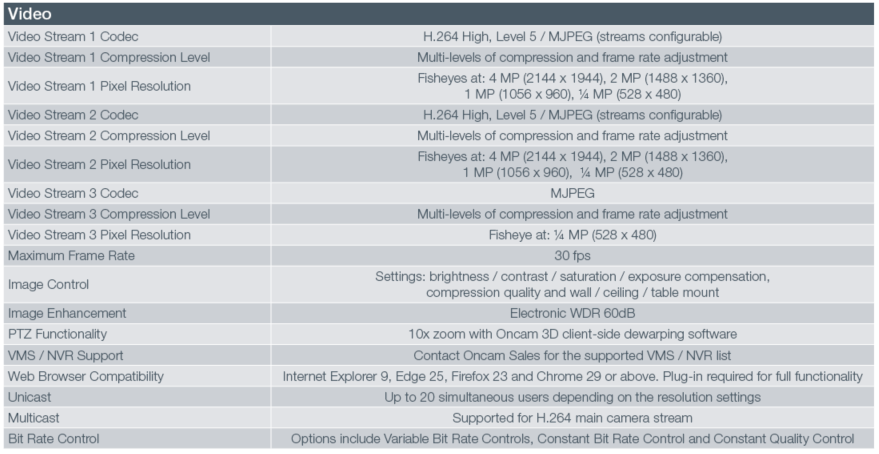 Video
Video Stream 1 Codec
H.264 High, Level 5 / MJPEG (streams configurable)
Video Stream 1 Compression Level
Multi-levels of compression and frame rate adjustment
Video Stream 1 Pixel Resolution
Fisheyes at: 4 MP (2144 x 1944), 2 MP (1488 x 1360),
1 MP (1056 x 960), ¼ MP (528 x 480)
Video Stream 2 Codec
H.264 High, Level 5 / MJPEG (streams configurable)
Video Stream 2 Compression Level
Multi-levels of compression and frame rate adjustment
Video Stream 2 Pixel Resolution
Fisheyes at: 4 MP (2144 x 1944), 2 MP (1488 x 1360),
1 MP (1056 x 960), ¼ MP (528 x 480)
Video Stream 3 Codec
MJPEG
Video Stream 3 Compression Level
Multi-levels of compression and frame rate adjustment
Video Stream 3 Pixel Resolution
Fisheye at: ¼ MP (528 x 480)
Maximum Frame Rate
30 fps
Image Control
Settings: brightness / contrast / saturation / exposure compensation,
compression quality and wall / ceiling / table mount
Image Enhancement
Electronic WDR 60dB
PTZ Functionality
10x zoom with Oncam 3D client-side dewarping software
VMS / NVR Support
Contact Oncam Sales for the supported VMS / NVR list
Web Browser Compatibility
Internet Explorer 9, Edge 25, Firefox 23 and Chrome 29 or above. Plug-in required for full functionality
Unicast
Up to 20 simultaneous users depending on the resolution settings
Multicast
Supported for H.264 main camera stream
Bit Rate Control
Options include Variable Bit Rate Controls, Constant Bit Rate Control and Constant Quality Control